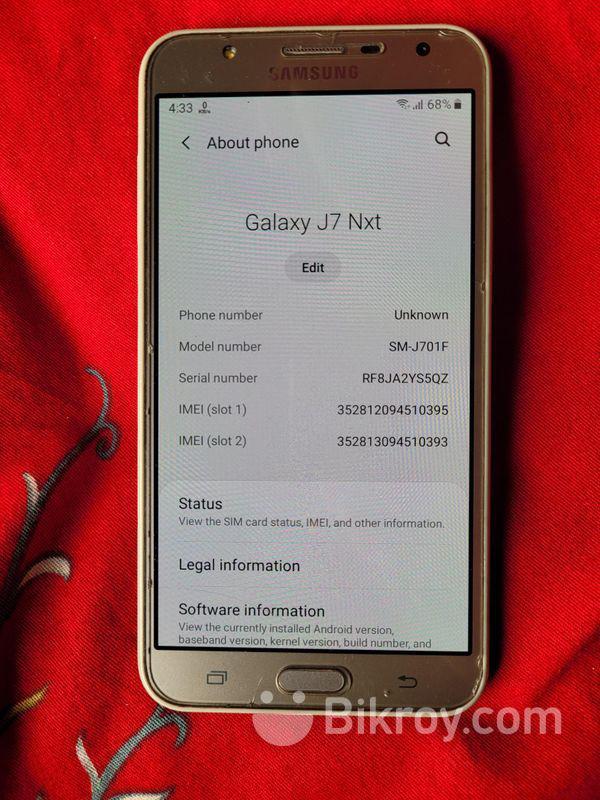 SAMSUNG
4:33 0 KB/s 68%
About phone
Galaxy J7 Nxt
Edit
Phone number Unknown
Model number SM-J701F
Serial number RF8JA2YS5QZ
IMEI (slot 1) 352812094510395
IMEI (slot 2) 352813094510393
Status
View the SIM card status, IMEI, and other information.
Legal information
Software information
View the currently installed Android version,
baseband version, kernel version, build number, and
Bikroy.com